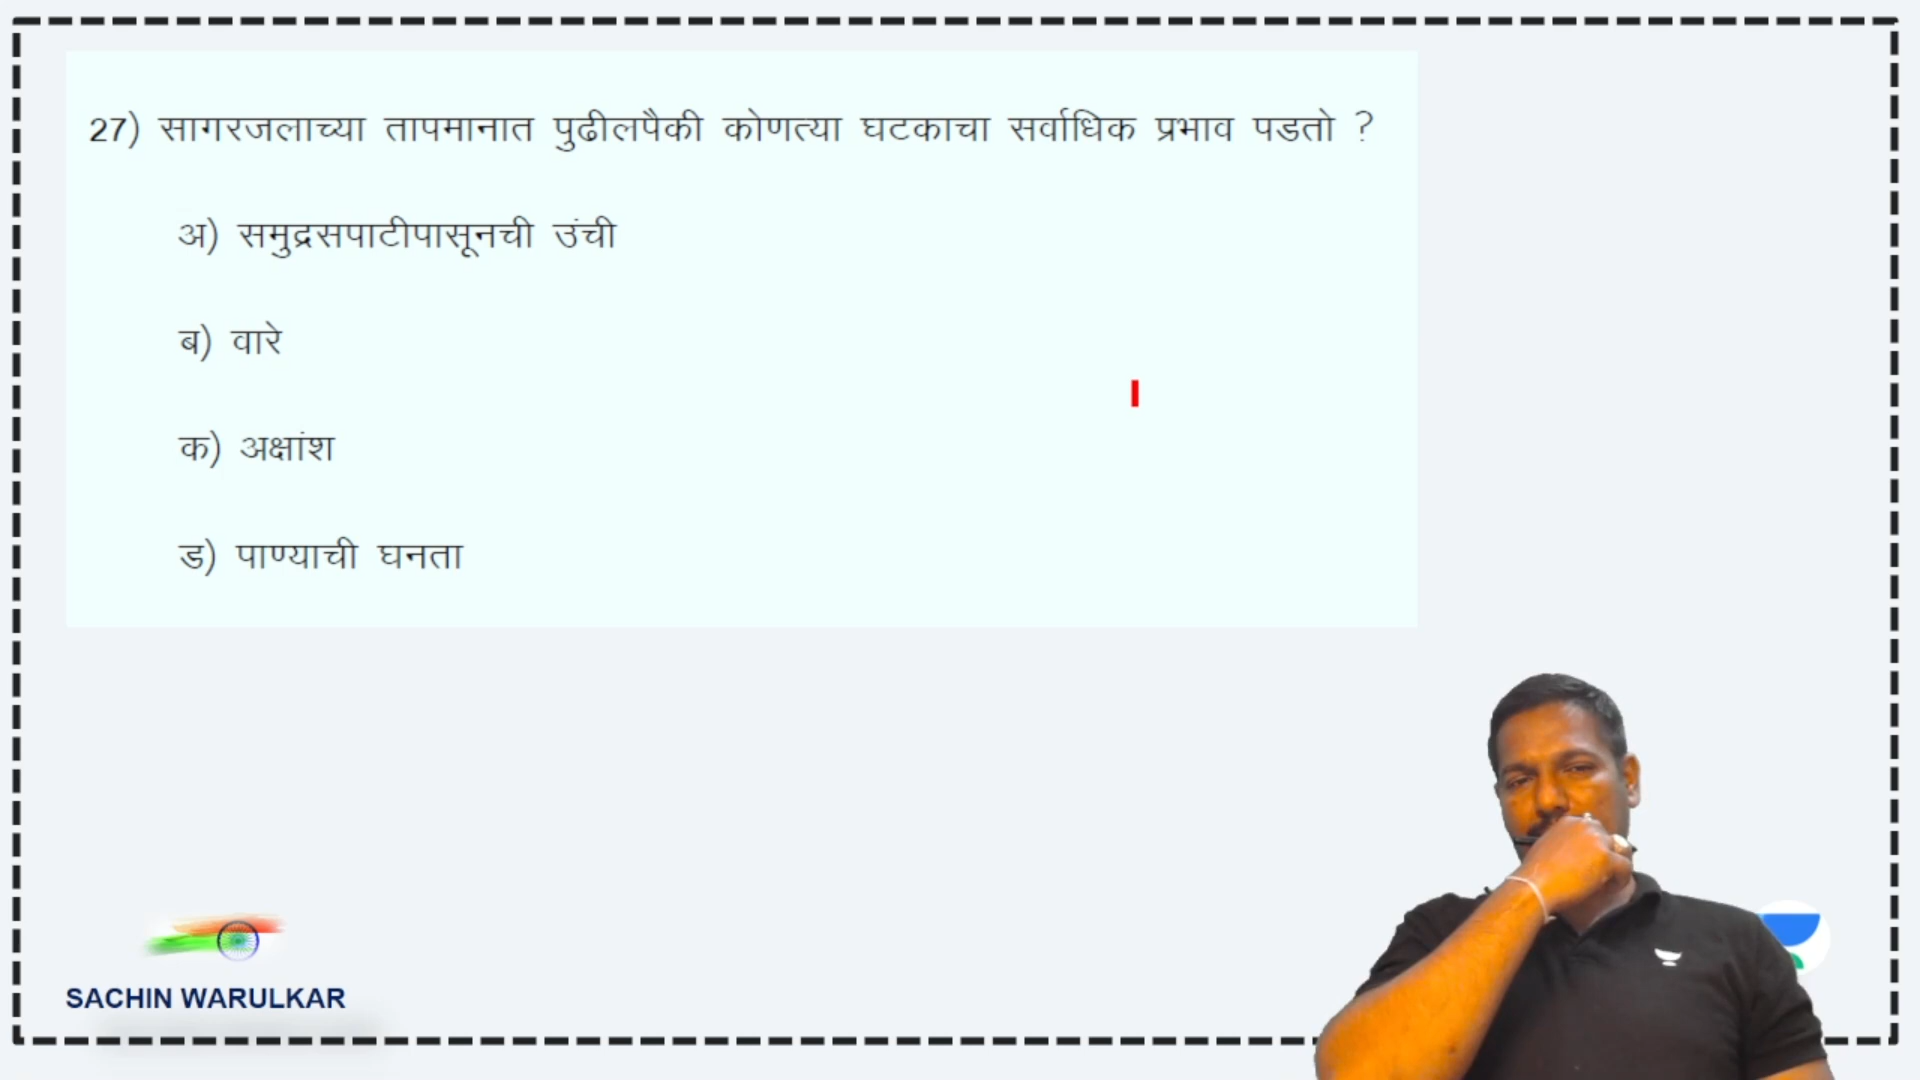 27) सागरजलाच्या तापमानात पुढीलपैकी कोणत्या घटकाचा सर्वाधिक प्रभाव पडतो ?
अ) समुद्रसपाटीपासूनची उंची
ब) वारे
क) अक्षांश
ड) पाण्याची घनता
SACHIN WARULKAR